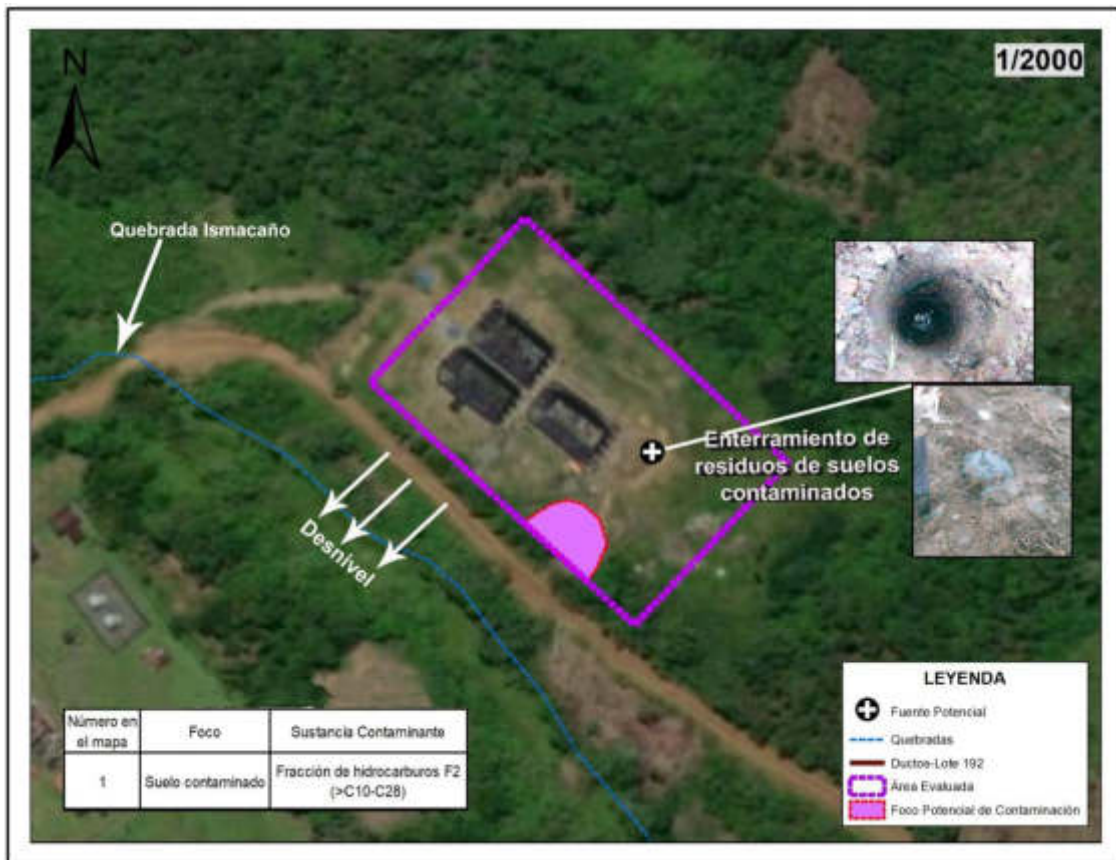 1/2000
N
Quebrada Ismacaño
Enterramiento de
residuos de suelos
contaminados
Desnivel
Número en
el mapa
Foco
Sustancia Contaminante
1
Suelo contaminado
Fracción de hidrocarburos F2
(>C10-C28)
LEYENDA
Fuente Potencial
Quebradas
Ductos-Lote 192
Área Evaluada
Foco Potencial de Contaminación